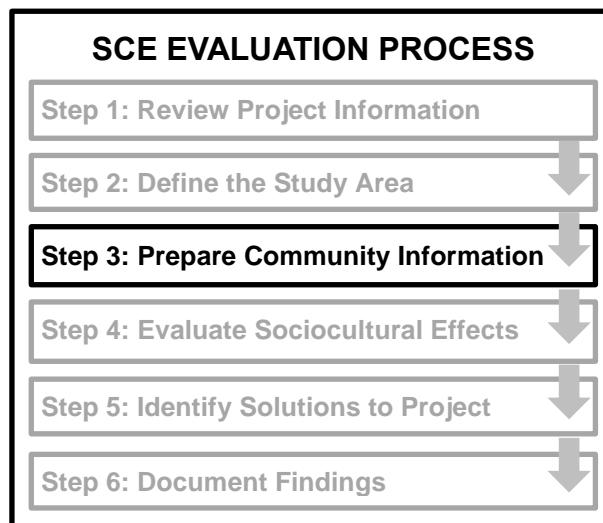 SCE EVALUATION PROCESS
Step 1: Review Project Information
Step 2: Define the Study Area
Step 3: Prepare Community Information
Step 4: Evaluate Sociocultural Effects
Step 5: Identify Solutions to Project
Step 6: Document Findings